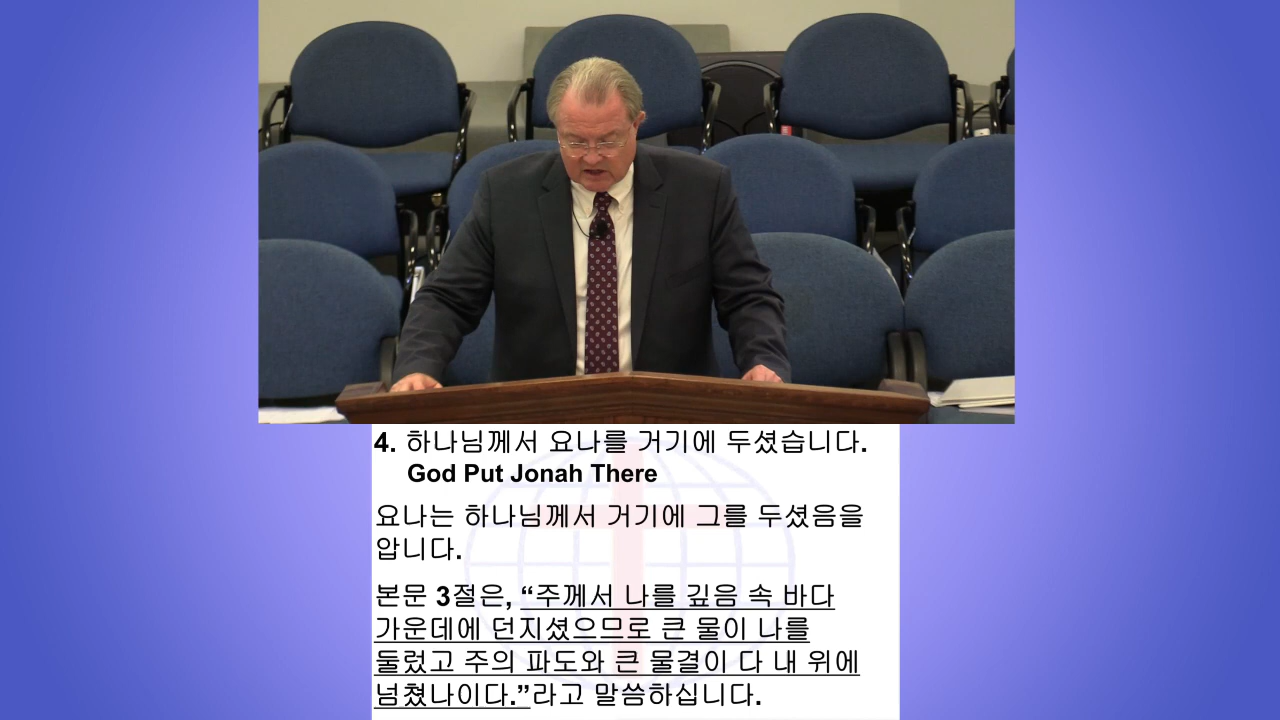 4. 하나님께서 요나를 거기에 두셨습니다.
God Put Jonah There
요나는 하나님께서 거기에 그를 두셨음을
압니다.
본문 3절은, “주께서 나를 깊음 속 바다
가운데에 던지셨으므로 큰 물이 나를
둘렀고 주의 파도와 큰 물결이 다 내 위에
넘쳤나이다.”라고 말씀하십니다.